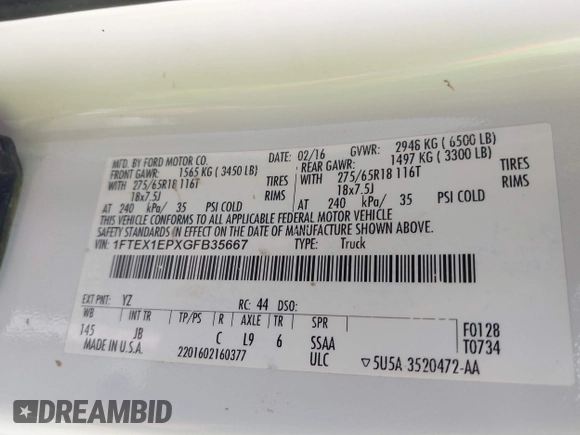 MFD. BY FORD MOTOR CO.
DATE: 02/16 GVWR: 2946 KG ( 6500 LB)
FRONT GAWR: 1565 KG ( 3450 LB) REAR GAWR: 1497 KG ( 3300 LB)
WITH 275/65R18 116T TIRES WITH 275/65R18 116T TIRES
18x7.5J RIMS 18x7.5J RIMS
AT 240 kPa/ 35 PSI COLD AT 240 kPa/ 35 PSI COLD
THIS VEHICLE CONFORMS TO ALL APPLICABLE FEDERAL MOTOR VEHICLE
SAFETY STANDARDS IN EFFECT ON THE DATE OF MANUFACTURE SHOWN ABOVE.
VIN: 1FTEX1EPXGFB35667 TYPE: Truck
EXT PNT: YZ RC: 44 DSO:
WB INT TR TP/PS R AXLE TR SPR F0128
145 JB C L9 6 SSAA T0734
MADE IN U.S.A. 2201602160377 ULC ▽5U5A 3520472-AA
DREAMBID